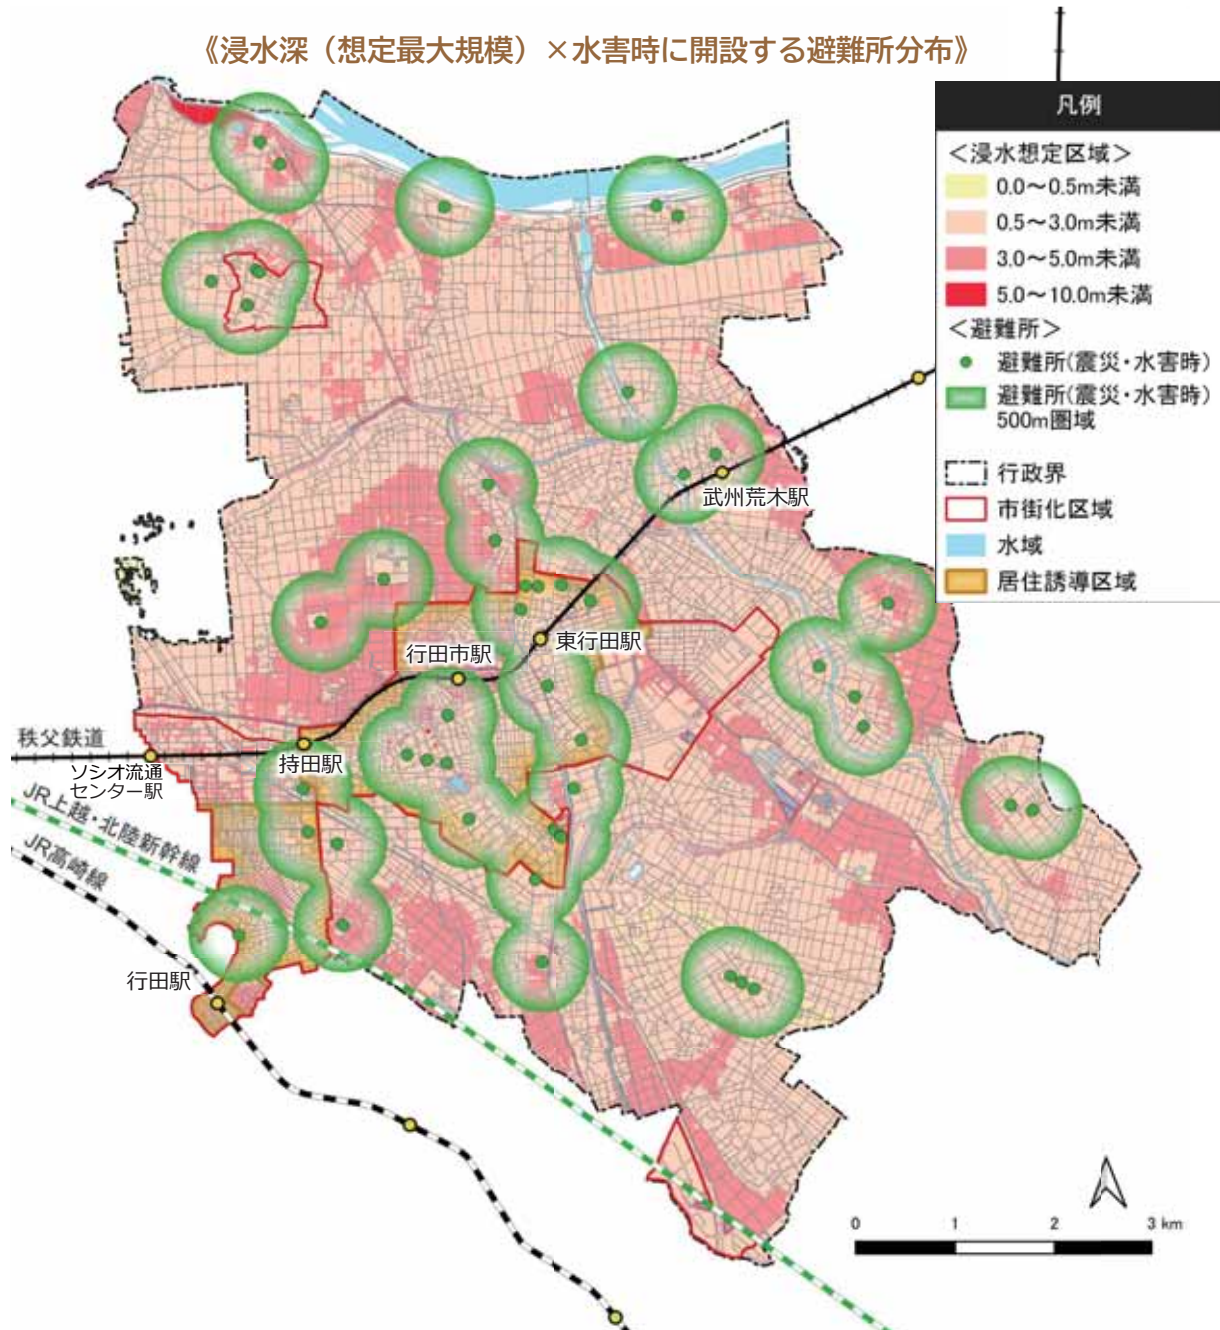 《浸水深（想定最大規模）×水害時に開設する避難所分布》
凡例
＜浸水想定区域＞
0.0～0.5m未満
0.5～3.0m未満
3.0～5.0m未満
5.0～10.0m未満
＜避難所＞
避難所(震災・水害時)
避難所(震災・水害時)
500m圏域
行政界
市街化区域
水域
居住誘導区域
武州荒木駅
東行田駅
行田市駅
秩父鉄道
持田駅
ソシオ流通
センター駅
JR上越・北陸新幹線
JR高崎線
行田駅
0 1 2 3 km